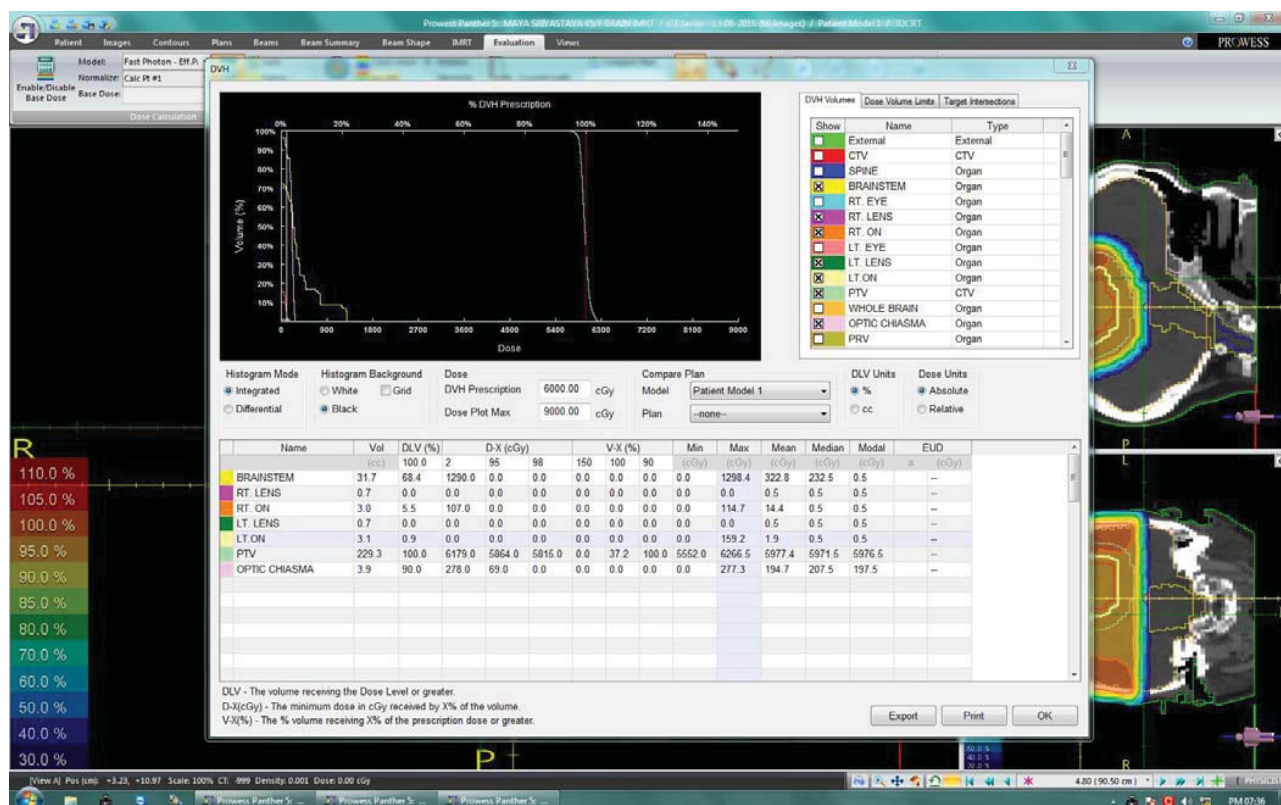 Prowess Panther 5: MAYA SRIVASTAVA 45/F BRAIN IMRT / Patient Model 1 / 3DCRT
Patient Images Contours Plans Beams Beam Summary Beam Shape IMRT Evaluation Views
PROWESS
Enable/Disable Base Dose
Model: Fast Photon - Eff.P.
Normalize: Calc Pt #1
Base Dose:
Dose Calculation
DVH
% DVH Prescription
0% 20% 40% 60% 80% 100% 120% 140%
100%
90%
80%
70%
60%
50%
40%
30%
20%
10%
Volume (%)
0 900 1800 2700 3600 4500 5400 6300 7200 8100 9000
Dose
DVH Volumes Dose Volume Limits Target Intersections
Show Name Type
External External
CTV CTV
SPINE Organ
BRAINSTEM Organ
RT. EYE Organ
RT. LENS Organ
RT. ON Organ
LT. EYE Organ
LT. LENS Organ
LT.ON Organ
PTV CTV
WHOLE BRAIN Organ
OPTIC CHIASMA Organ
PRV Organ
Histogram Mode
Integrated
Differential
Histogram Background
White Grid
Black
Dose
DVH Prescription 6000.00 cGy
Dose Plot Max 9000.00 cGy
Compare Plan
Model Patient Model 1
Plan --none--
DLV Units
%
cc
Dose Units
Absolute
Relative
Name Vol DLV (%) D-X (cGy) V-X (%) Min Max Mean Median Modal EUD
(cc) 100.0 2 95 98 150 100 90 (cGy) (cGy) (cGy) (cGy) (cGy) a (cGy)
BRAINSTEM 31.7 68.4 1290.0 0.0 0.0 0.0 0.0 0.0 0.0 1298.4 322.8 232.5 0.5 --
RT. LENS 0.7 0.0 0.0 0.0 0.0 0.0 0.0 0.0 0.0 0.0 0.5 0.5 0.5 --
RT. ON 3.0 5.5 107.0 0.0 0.0 0.0 0.0 0.0 0.0 114.7 14.4 0.5 0.5 --
LT. LENS 0.7 0.0 0.0 0.0 0.0 0.0 0.0 0.0 0.0 0.0 0.5 0.5 0.5 --
LT.ON 3.1 0.9 0.0 0.0 0.0 0.0 0.0 0.0 0.0 159.2 1.9 0.5 0.5 --
PTV 229.3 100.0 6179.0 5864.0 5815.0 0.0 37.2 100.0 5552.0 6266.5 5977.4 5971.5 5976.5 --
OPTIC CHIASMA 3.9 90.0 278.0 69.0 0.0 0.0 0.0 0.0 0.0 277.3 194.7 207.5 197.5 --
DLV - The volume receiving the Dose Level or greater.
D-X(cGy) - The minimum dose in cGy received by X% of the volume.
V-X(%) - The % volume receiving X% of the prescription dose or greater.
Export Print OK
R
110.0 %
105.0 %
100.0 %
95.0 %
90.0 %
85.0 %
80.0 %
70.0 %
60.0 %
50.0 %
40.0 %
30.0 %
P
A
P
L
R
50.0 %
40.0 %
30.0 %
[View A] Pos (cm): +3.23, +10.97 Scale: 100% CT: -999 Density: 0.001 Dose: 0.00 cGy
4.80 (90.50 cm) PHYSICIS
Prowess Panther 5: ... Prowess Panther 5: ... Prowess Panther 5: ...
PM 07:36